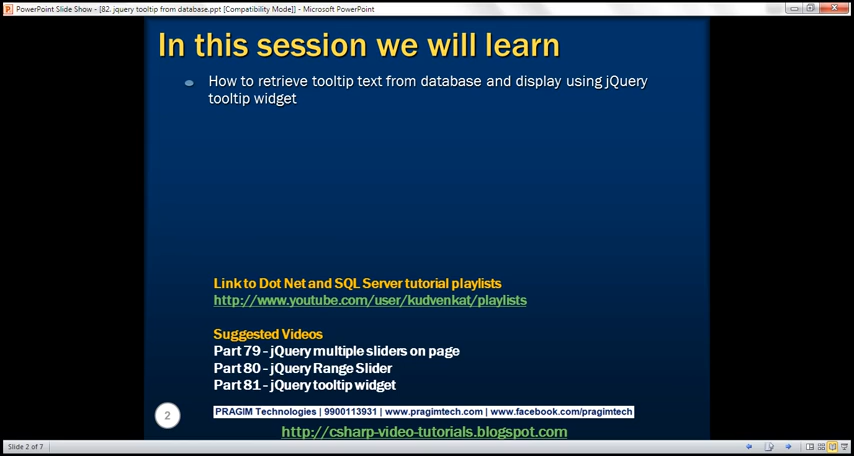 PowerPoint Slide Show - [82. jquery tooltip from database.ppt [Compatibility Mode]] - Microsoft PowerPoint
In this session we will learn
How to retrieve tooltip text from database and display using jQuery
tooltip widget
Link to Dot Net and SQL Server tutorial playlists
http://www.youtube.com/user/kudvenkat/playlists
Suggested Videos
Part 79 - jQuery multiple sliders on page
Part 80 - jQuery Range Slider
Part 81 - jQuery tooltip widget
2
PRAGIM Technologies | 9900113931 | www.pragimtech.com | www.facebook.com/pragimtech
http://csharp-video-tutorials.blogspot.com
Slide 2 of 7